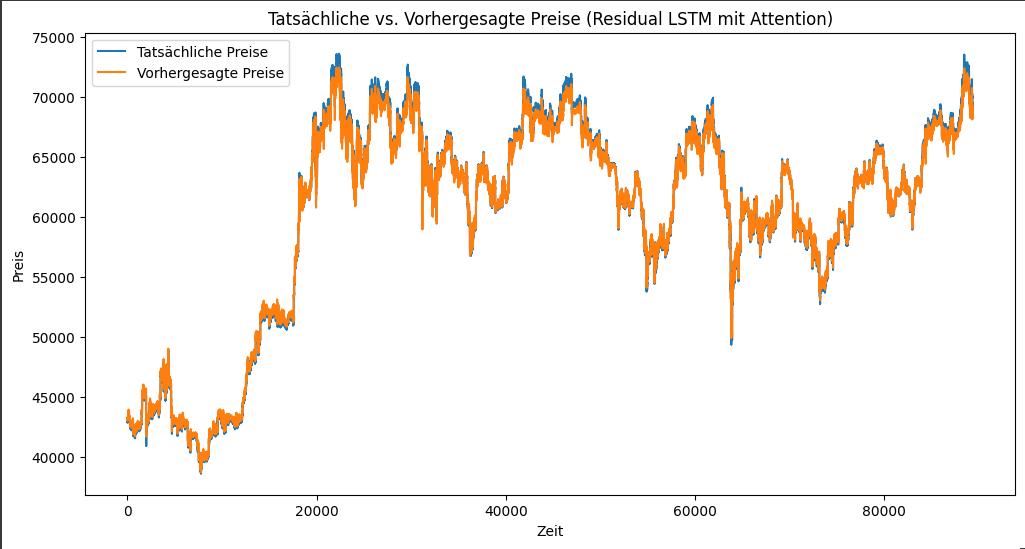 Tatsächliche vs. Vorhergesagte Preise (Residual LSTM mit Attention)
Tatsächliche Preise
Vorhergesagte Preise
75000
70000
65000
60000
55000
50000
45000
40000
Preis
0
20000
40000
60000
80000
Zeit